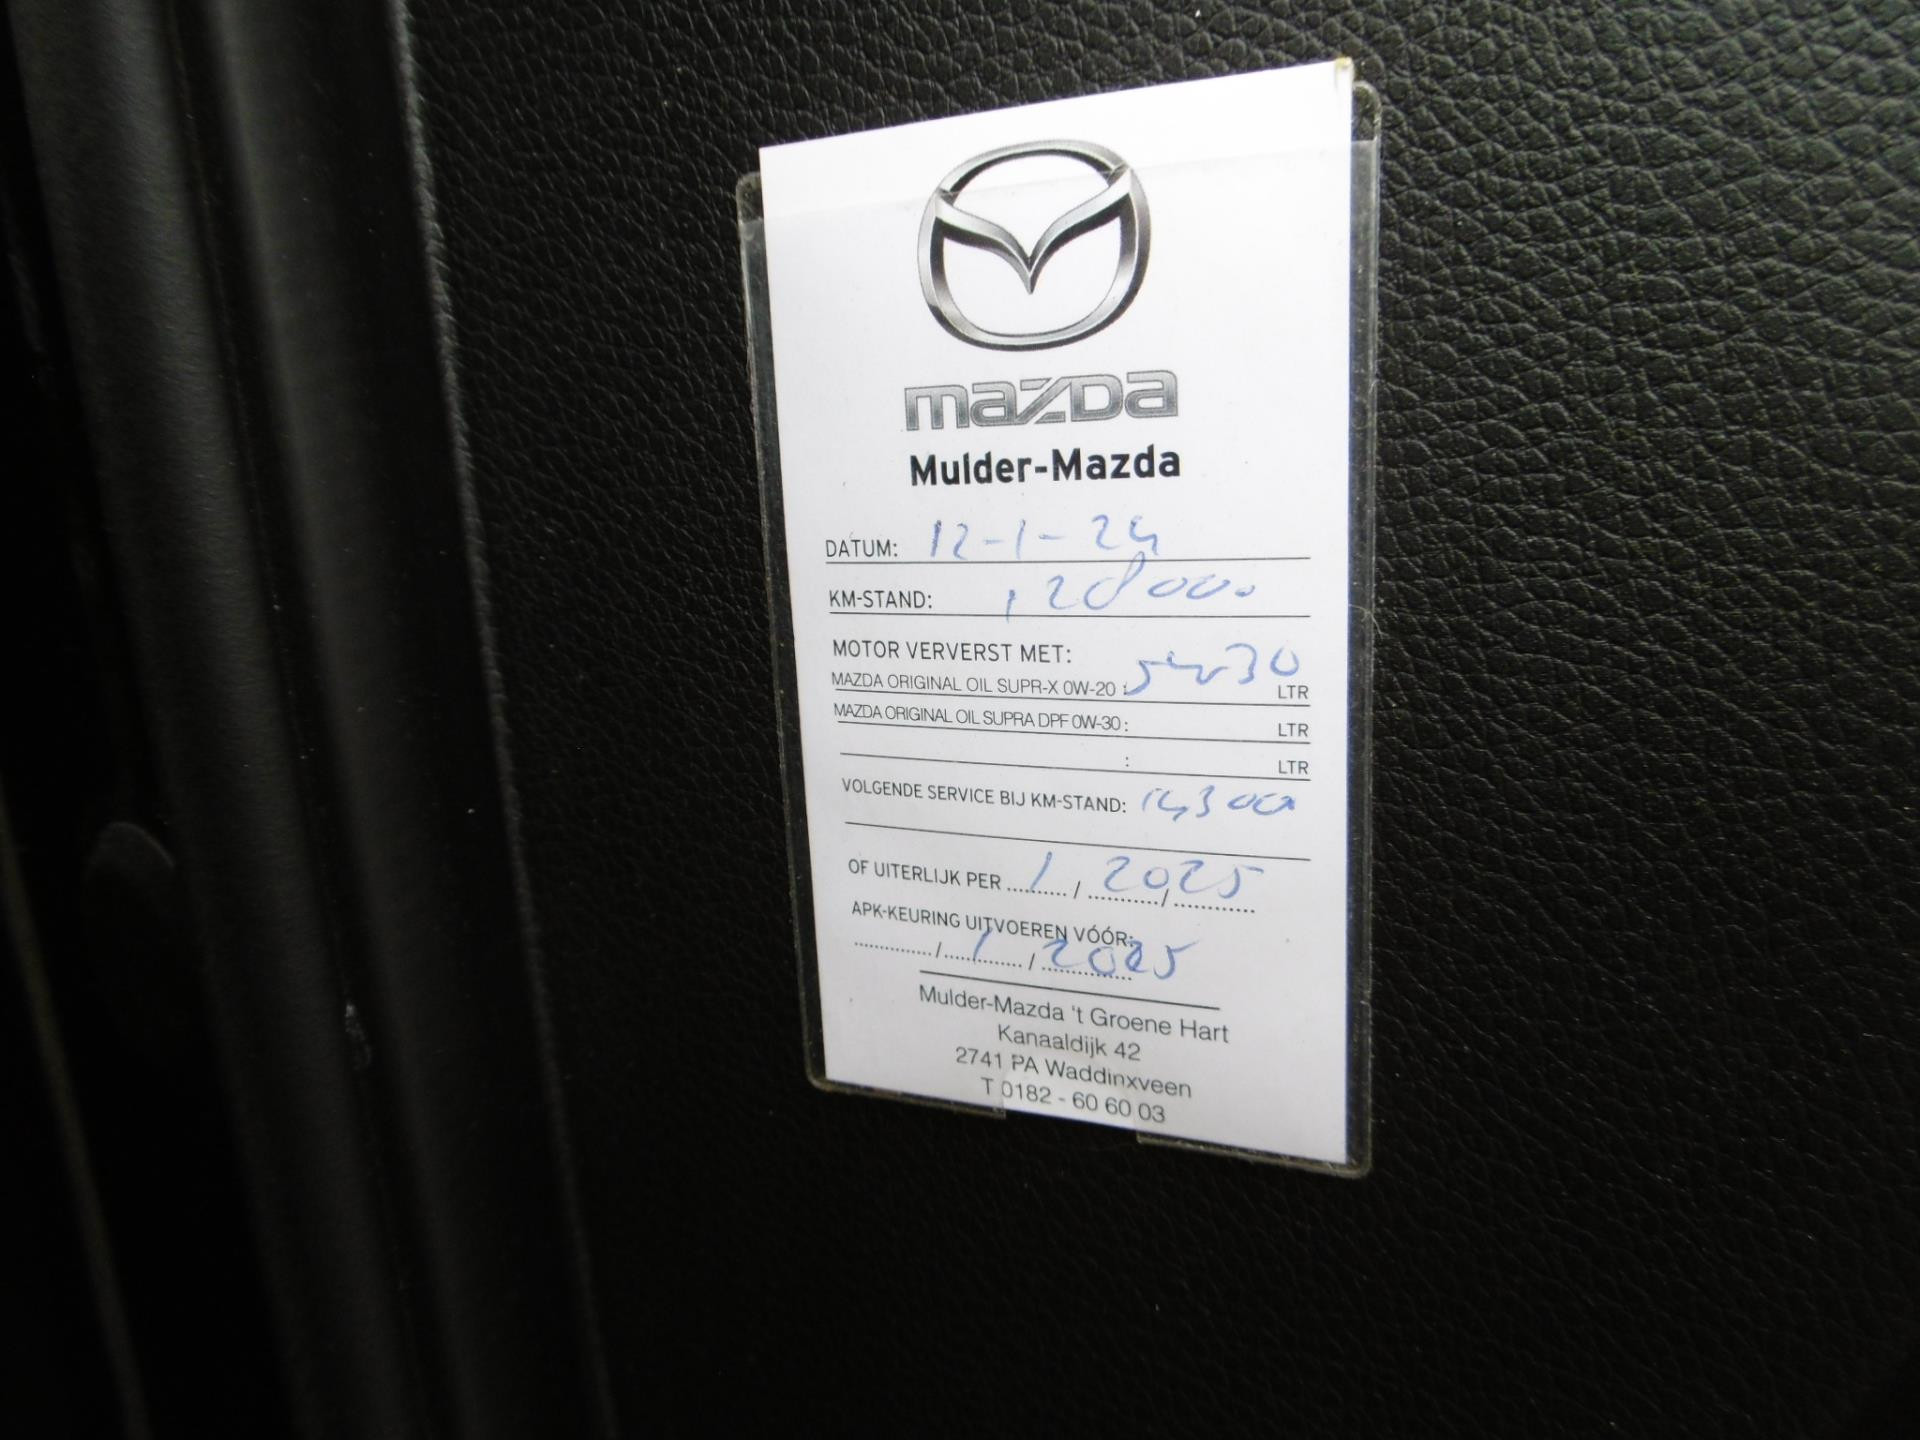 mazda
Mulder-Mazda
DATUM: 12-1-24
KM-STAND: 128000
MOTOR VERVERST MET:
MAZDA ORIGINAL OIL SUPR-X 0W-20 : 5w30 LTR
MAZDA ORIGINAL OIL SUPRA DPF 0W-30 : LTR
: LTR
VOLGENDE SERVICE BIJ KM-STAND:
OF UITERLIJK PER ........../ 1 ........../ 2025 ..........
APK-KEURING UITVOEREN VÓÓR:
........../ 1 ........../ 2025 ..........
Mulder-Mazda 't Groene Hart
Kanaaldijk 42
2741 PA Waddinxveen
T 0182 - 60 60 03